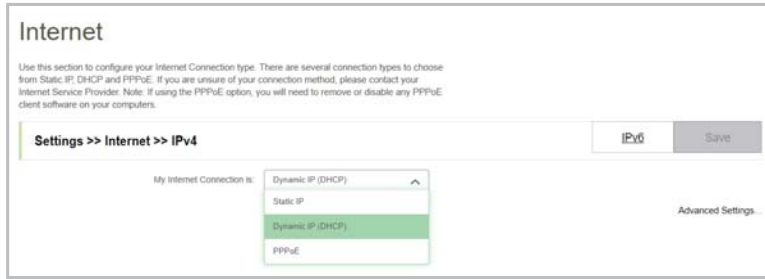 Internet
Use this section to configure your Internet Connection type. There are several connection types to choose
from Static IP, DHCP and PPPoE. If you are unsure of your connection method, please contact your
Internet Service Provider. Note: If using the PPPoE option, you will need to remove or disable any PPPoE
client software on your computers.
Settings >> Internet >> IPv4
IPv6
Save
My Internet Connection is:
Dynamic IP (DHCP)
Static IP
Advanced Settings...
Dynamic IP (DHCP)
PPPoE